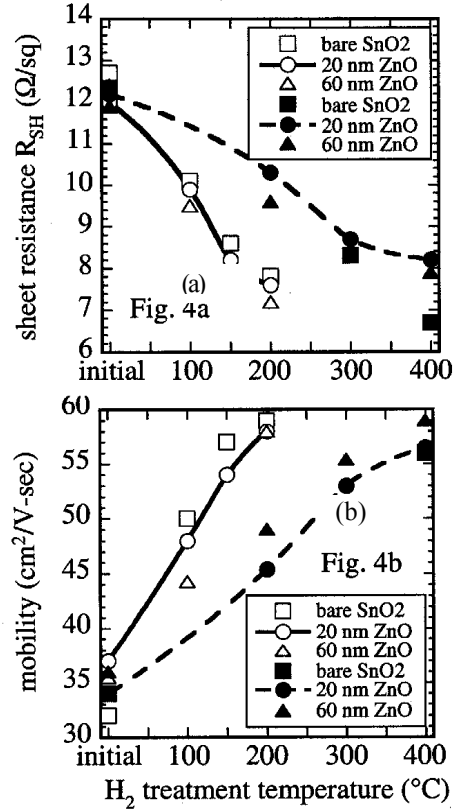 14
13
12
11
10
9
8
7
6
sheet resistance R_SH (Ω/sq)
bare SnO2
20 nm ZnO
60 nm ZnO
bare SnO2
20 nm ZnO
60 nm ZnO
(a)
Fig. 4a
initial 100 200 300 400
60
55
50
45
40
35
30
mobility (cm²/V-sec)
(b)
Fig. 4b
bare SnO2
20 nm ZnO
60 nm ZnO
bare SnO2
20 nm ZnO
60 nm ZnO
initial 100 200 300 400
H₂ treatment temperature (°C)